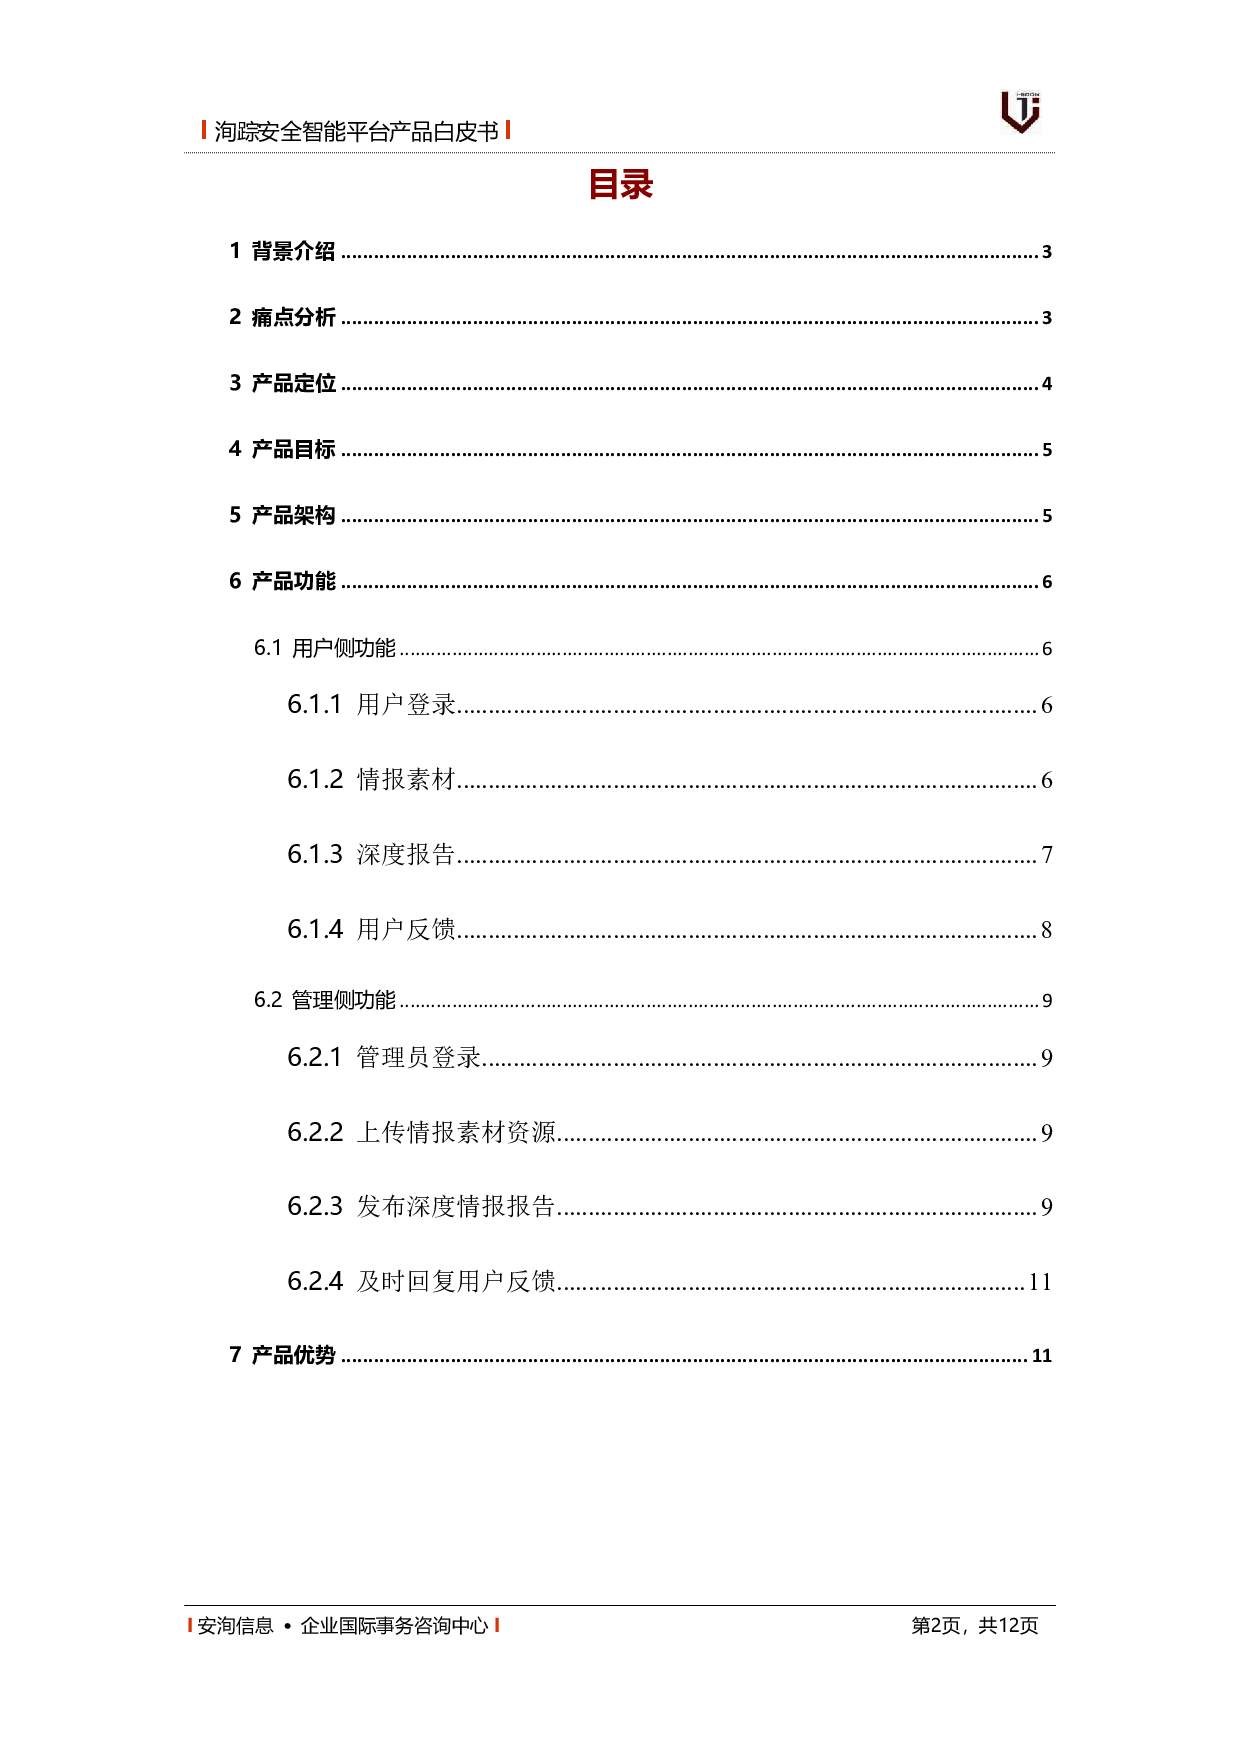 洵踪安全智能平台产品白皮书
i-SOON
目录
1 背景介绍 3
2 痛点分析 3
3 产品定位 4
4 产品目标 5
5 产品架构 5
6 产品功能 6
6.1 用户侧功能 6
6.1.1 用户登录 6
6.1.2 情报素材 6
6.1.3 深度报告 7
6.1.4 用户反馈 8
6.2 管理侧功能 9
6.2.1 管理员登录 9
6.2.2 上传情报素材资源 9
6.2.3 发布深度情报报告 9
6.2.4 及时回复用户反馈 11
7 产品优势 11
安洵信息 • 企业国际事务咨询中心 第2页，共12页